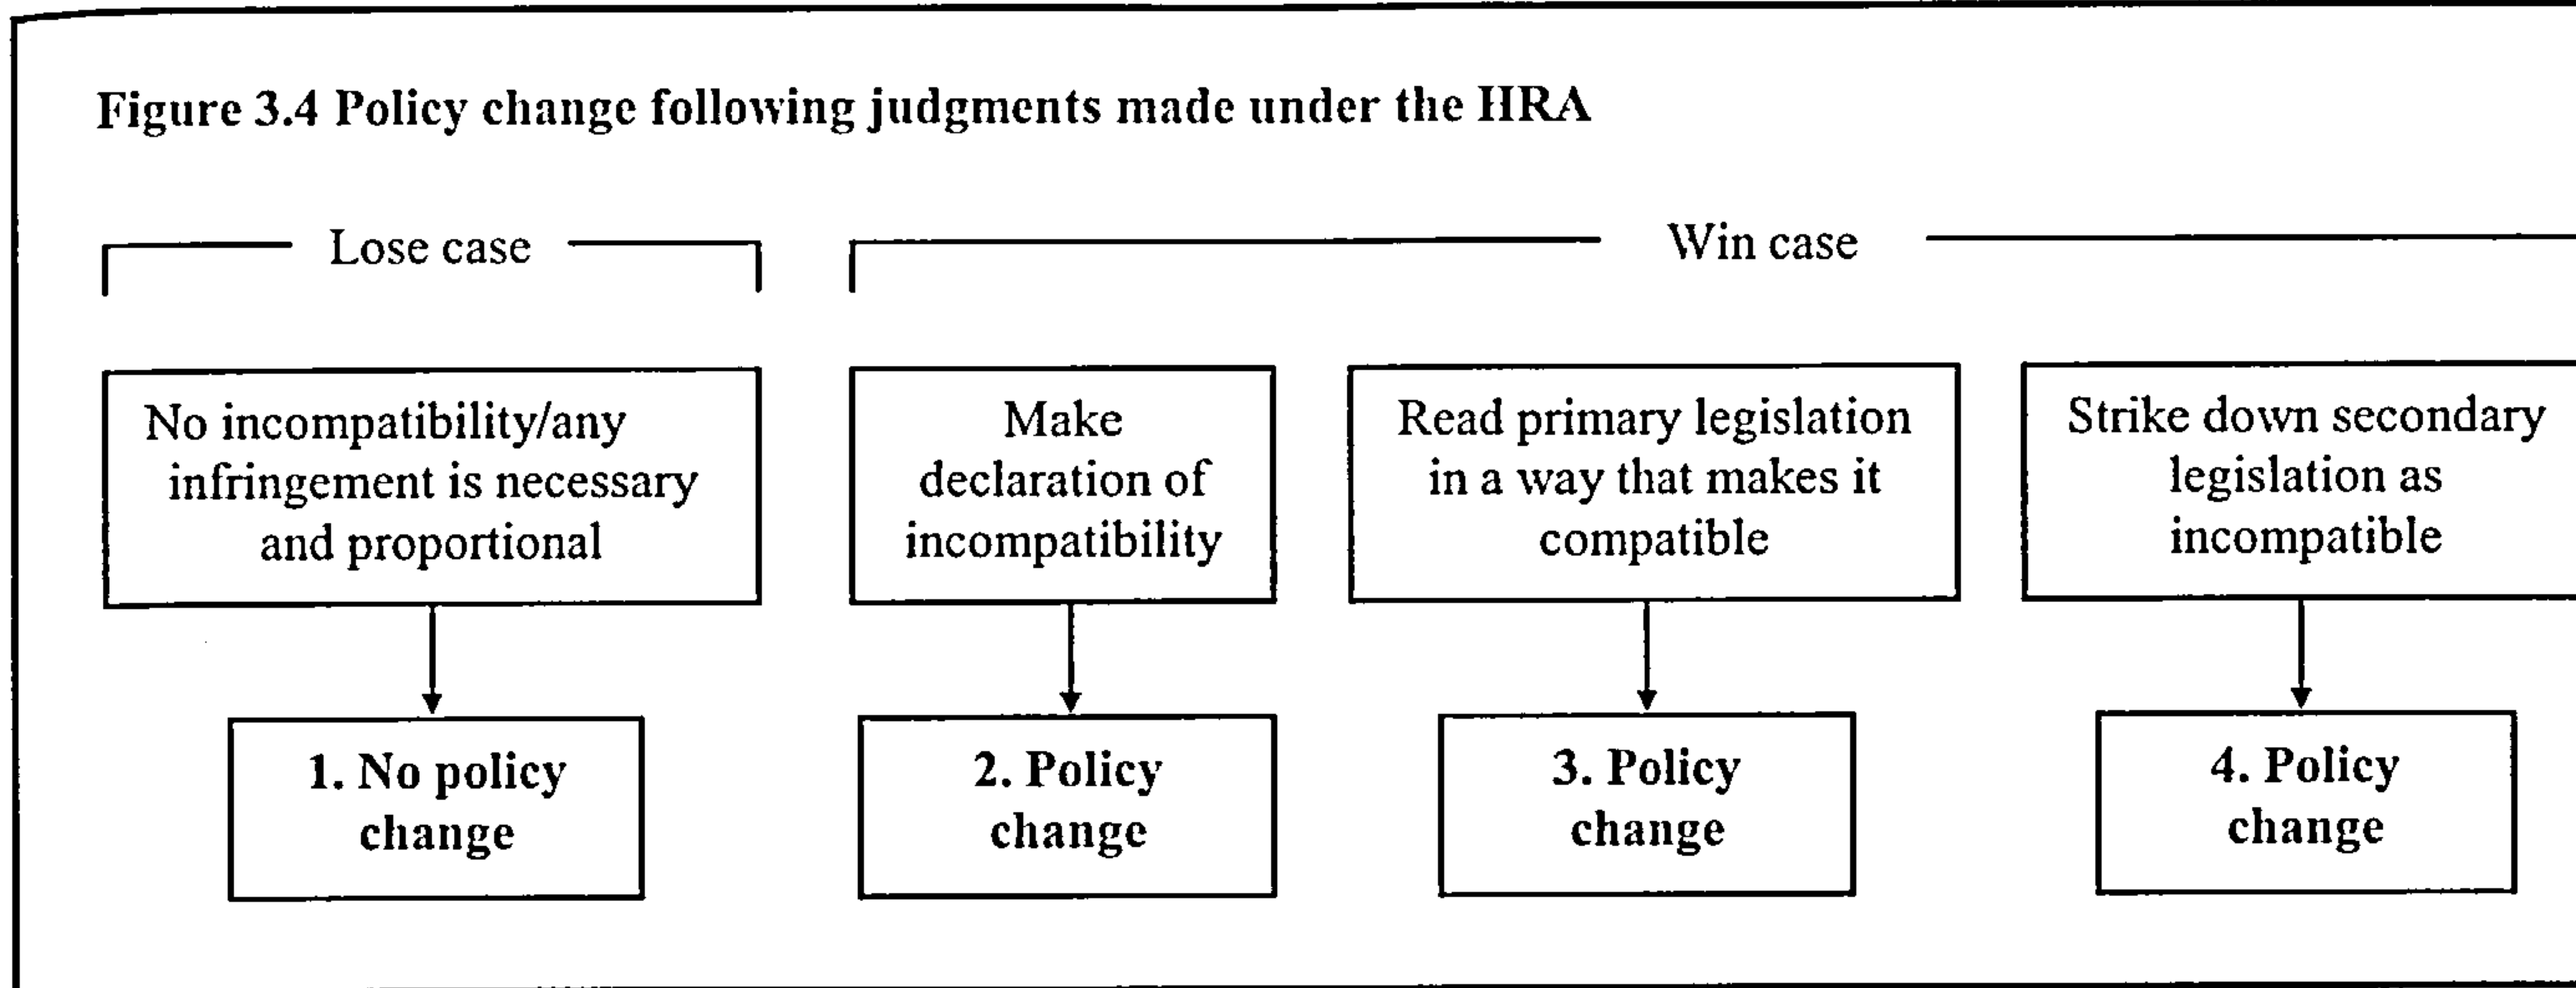 Figure 3.4 Policy change following judgments made under the HRA
Lose case
Win case
No incompatibility/any
infringement is necessary
and proportional
Make
declaration of
incompatibility
Read primary legislation
in a way that makes it
compatible
Strike down secondary
legislation as
incompatible
1. No policy
change
2. Policy
change
3. Policy
change
4. Policy
change